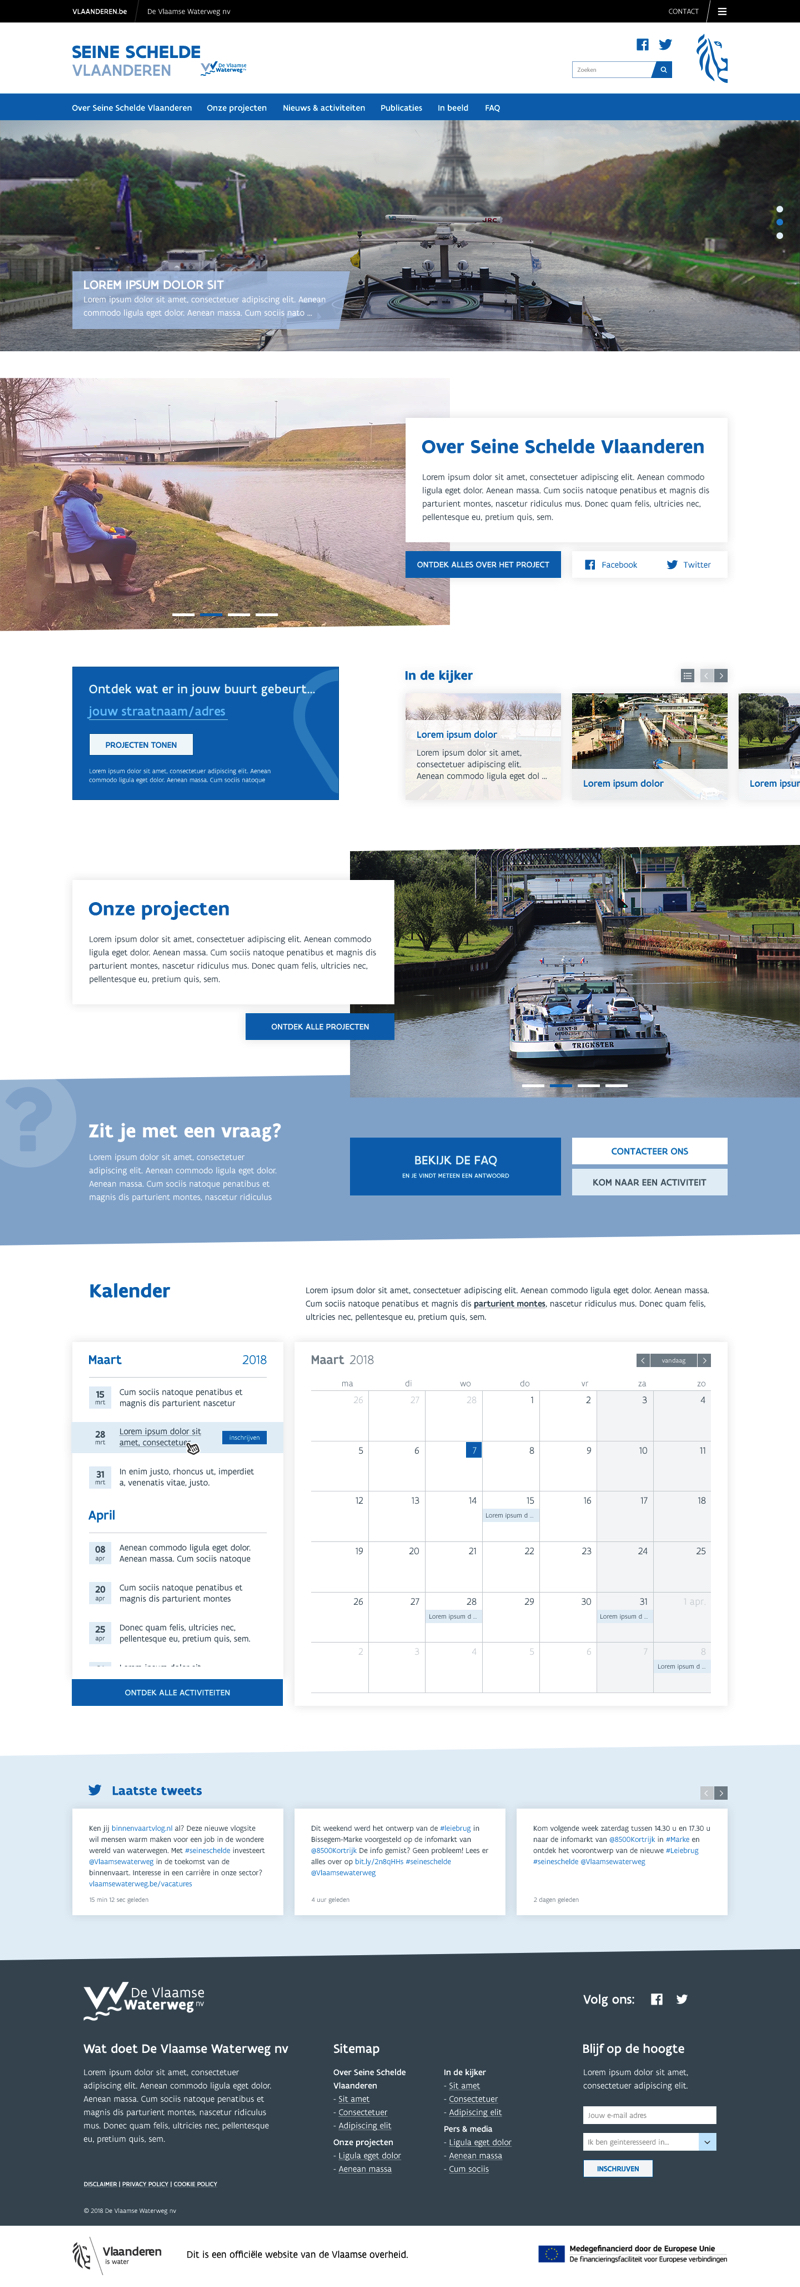 VLAANDEREN.be
De Vlaamse Waterweg nv
CONTACT
SEINE SCHELDE
VLAANDEREN
De Vlaamse
Waterweg nv
Zoeken
Over Seine Schelde Vlaanderen
Onze projecten
Nieuws & activiteiten
Publicaties
In beeld
FAQ
JRC
LOREM IPSUM DOLOR SIT
Lorem ipsum dolor sit amet, consectetuer adipiscing elit. Aenean
commodo ligula eget dolor. Aenean massa. Cum sociis nato ...
Over Seine Schelde Vlaanderen
Lorem ipsum dolor sit amet, consectetuer adipiscing elit. Aenean commodo
ligula eget dolor. Aenean massa. Cum sociis natoque penatibus et magnis dis
parturient montes, nascetur ridiculus mus. Donec quam felis, ultricies nec,
pellentesque eu, pretium quis, sem.
ONTDEK ALLES OVER HET PROJECT
Facebook
Twitter
Ontdek wat er in jouw buurt gebeurt...
jouw straatnaam/adres
PROJECTEN TONEN
Lorem ipsum dolor sit amet, consectetuer adipiscing elit. Aenean
commodo ligula eget dolor. Aenean massa. Cum sociis natoque
In de kijker
Lorem ipsum dolor
Lorem ipsum dolor sit amet,
consectetuer adipiscing elit.
Aenean commodo ligula eget dol ...
Lorem ipsum dolor
Lorem ipsum
Onze projecten
Lorem ipsum dolor sit amet, consectetuer adipiscing elit. Aenean commodo
ligula eget dolor. Aenean massa. Cum sociis natoque penatibus et magnis dis
parturient montes, nascetur ridiculus mus. Donec quam felis, ultricies nec,
pellentesque eu, pretium quis, sem.
ONTDEK ALLE PROJECTEN
TRIGKSTER
?
Zit je met een vraag?
Lorem ipsum dolor sit amet, consectetuer
adipiscing elit. Aenean commodo ligula eget dolor.
Aenean massa. Cum sociis natoque penatibus et
magnis dis parturient montes, nascetur ridiculus
BEKIJK DE FAQ
EN JE VINDT METEEN EEN ANTWOORD
CONTACTEER ONS
KOM NAAR EEN ACTIVITEIT
Kalender
Lorem ipsum dolor sit amet, consectetuer adipiscing elit. Aenean commodo ligula eget dolor. Aenean massa.
Cum sociis natoque penatibus et magnis dis parturient montes, nascetur ridiculus mus. Donec quam felis,
ultricies nec, pellentesque eu, pretium quis, sem.
Maart 2018
15 mrt
Cum sociis natoque penatibus et
magnis dis parturient nascetur
28 mrt
Lorem ipsum dolor sit
amet, consectetuer
inschrijven
31 mrt
In enim justo, rhoncus ut, imperdiet
a, venenatis vitae, justo.
April
08 apr
Aenean commodo ligula eget dolor.
Aenean massa. Cum sociis natoque
20 apr
Cum sociis natoque penatibus et
magnis dis parturient montes
25 apr
Donec quam felis, ultricies nec,
pellentesque eu, pretium quis, sem.
Lorem ipsum dolor sit
ONTDEK ALLE ACTIVITEITEN
Maart 2018
vandaag
ma di wo do vr za zo
26 27 28 1 2 3 4
5 6 7 8 9 10 11
12 13 14 15 16 17 18
Lorem ipsum d ...
19 20 21 22 23 24 25
26 27 28 29 30 31 1 apr.
Lorem ipsum d ... Lorem ipsum d ...
2 3 4 5 6 7 8
Lorem ipsum d ...
Laatste tweets
Ken jij binnenvaartvlog.nl al? Deze nieuwe vlogsite
wil mensen warm maken voor een job in de wondere
wereld van waterwegen. Met #seineschelde investeert
@Vlaamsewaterweg in de toekomst van de
binnenvaart. Interesse in een carrière in onze sector?
vlaamsewaterweg.be/vacatures
15 min 12 sec geleden
Dit weekend werd het ontwerp van de #leiebrug in
Bissegem-Marke voorgesteld op de infomarkt van
@8500Kortrijk De info gemist? Geen probleem! Lees er
alles over op bit.ly/2n8qHHs #seineschelde
@Vlaamsewaterweg
4 uur geleden
Kom volgende week zaterdag tussen 14.30 u en 17.30 u
naar de infomarkt van @8500Kortrijk in #Marke en
ontdek het voorontwerp van de nieuwe #Leiebrug
#seineschelde @Vlaamsewaterweg
2 dagen geleden
De Vlaamse
Waterweg nv
Volg ons:
Wat doet De Vlaamse Waterweg nv
Lorem ipsum dolor sit amet, consectetuer
adipiscing elit. Aenean commodo ligula eget dolor.
Aenean massa. Cum sociis natoque penatibus et
magnis dis parturient montes, nascetur ridiculus
mus. Donec quam felis, ultricies nec, pellentesque
eu, pretium quis, sem.
DISCLAIMER | PRIVACY POLICY | COOKIE POLICY
© 2018 De Vlaamse Waterweg nv
Sitemap
Over Seine Schelde
Vlaanderen
- Sit amet
- Consectetuer
- Adipiscing elit
Onze projecten
- Ligula eget dolor
- Aenean massa
In de kijker
- Sit amet
- Consectetuer
- Adipiscing elit
Pers & media
- Ligula eget dolor
- Aenean massa
- Cum sociis
Blijf op de hoogte
Lorem ipsum dolor sit amet,
consectetuer adipiscing elit.
Jouw e-mail adres
Ik ben geinteresseerd in...
INSCHRIJVEN
Vlaanderen
is water
Dit is een officiële website van de Vlaamse overheid.
Medegefinancierd door de Europese Unie
De financieringsfaciliteit voor Europese verbindingen